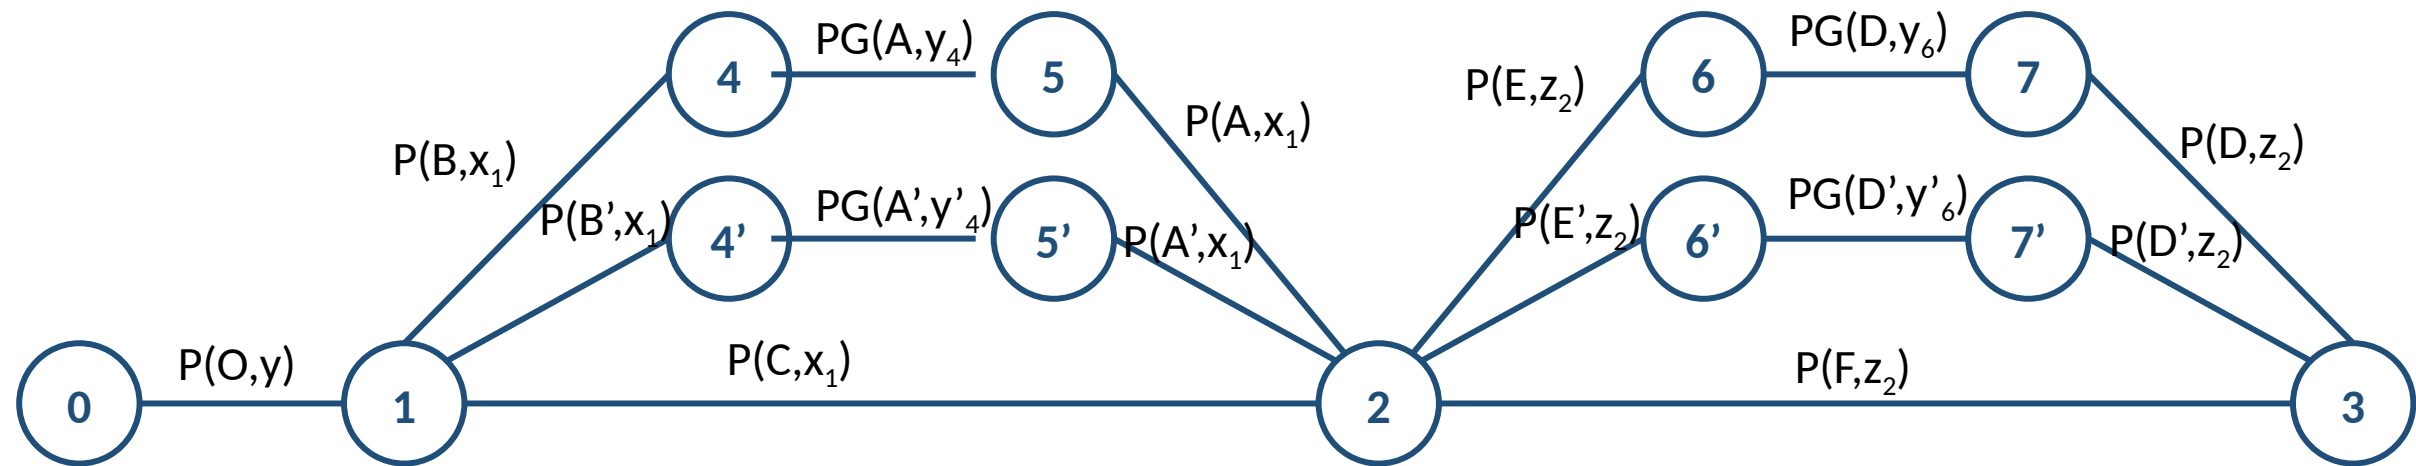 PG(A,y₄)
PG(D,y₆)
4
5
6
7
P(E,z₂)
P(A,x₁)
P(B,x₁)
P(D,z₂)
P(B’,x₁)
PG(A’,y’₄)
P(E’,z₂)
PG(D’,y’₆)
4’
5’
P(A’,x₁)
6’
7’
P(D’,z₂)
P(O,y)
P(C,x₁)
P(F,z₂)
0
1
2
3